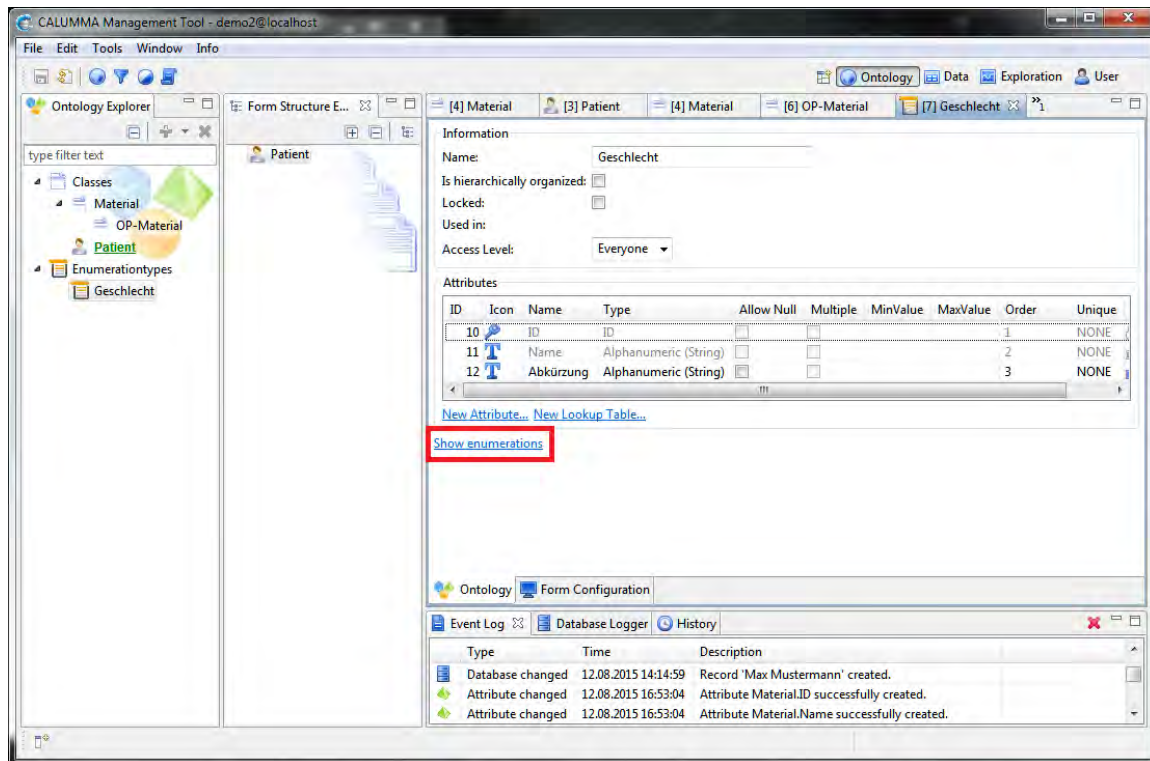 CALUMMA Management Tool - demo2@localhost
File Edit Tools Window Info
Ontology Data Exploration User
Ontology Explorer
type filter text
Classes
Material
OP-Material
Patient
Enumerationtypes
Geschlecht
Form Structure E...
Patient
[4] Material [3] Patient [4] Material [6] OP-Material [7] Geschlecht »1
Information
Name: Geschlecht
Is hierarchically organized:
Locked:
Used in:
Access Level: Everyone
Attributes
ID Icon Name Type Allow Null Multiple MinValue MaxValue Order Unique
10 ID ID 1 NONE
11 T Name Alphanumeric (String) 2 NONE
12 T Abkürzung Alphanumeric (String) 3 NONE
New Attribute... New Lookup Table...
Show enumerations
Ontology Form Configuration
Event Log Database Logger History
Type Time Description
Database changed 12.08.2015 14:14:59 Record 'Max Mustermann' created.
Attribute changed 12.08.2015 16:53:04 Attribute Material.ID successfully created.
Attribute changed 12.08.2015 16:53:04 Attribute Material.Name successfully created.